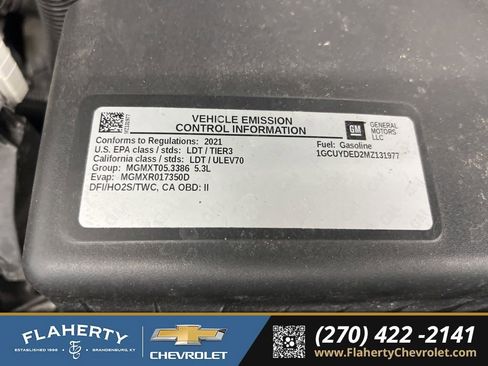 VEHICLE EMISSION
CONTROL INFORMATION
Conforms to Regulations: 2021
U.S. EPA class / stds: LDT / TIER3
California class / stds: LDT / ULEV70
Group: MGMXT05.3386 5.3L
Evap: MGMXR017350D
DFI/HO2S/TWC, CA OBD: II
GM
GENERAL
MOTORS
LLC
Fuel: Gasoline
1GCUYDED2MZ131977
FLAHERTY
ESTABLISHED 1996
BRANDENBURG, KY
CHEVROLET
(270) 422 -2141
www.FlahertyChevrolet.com